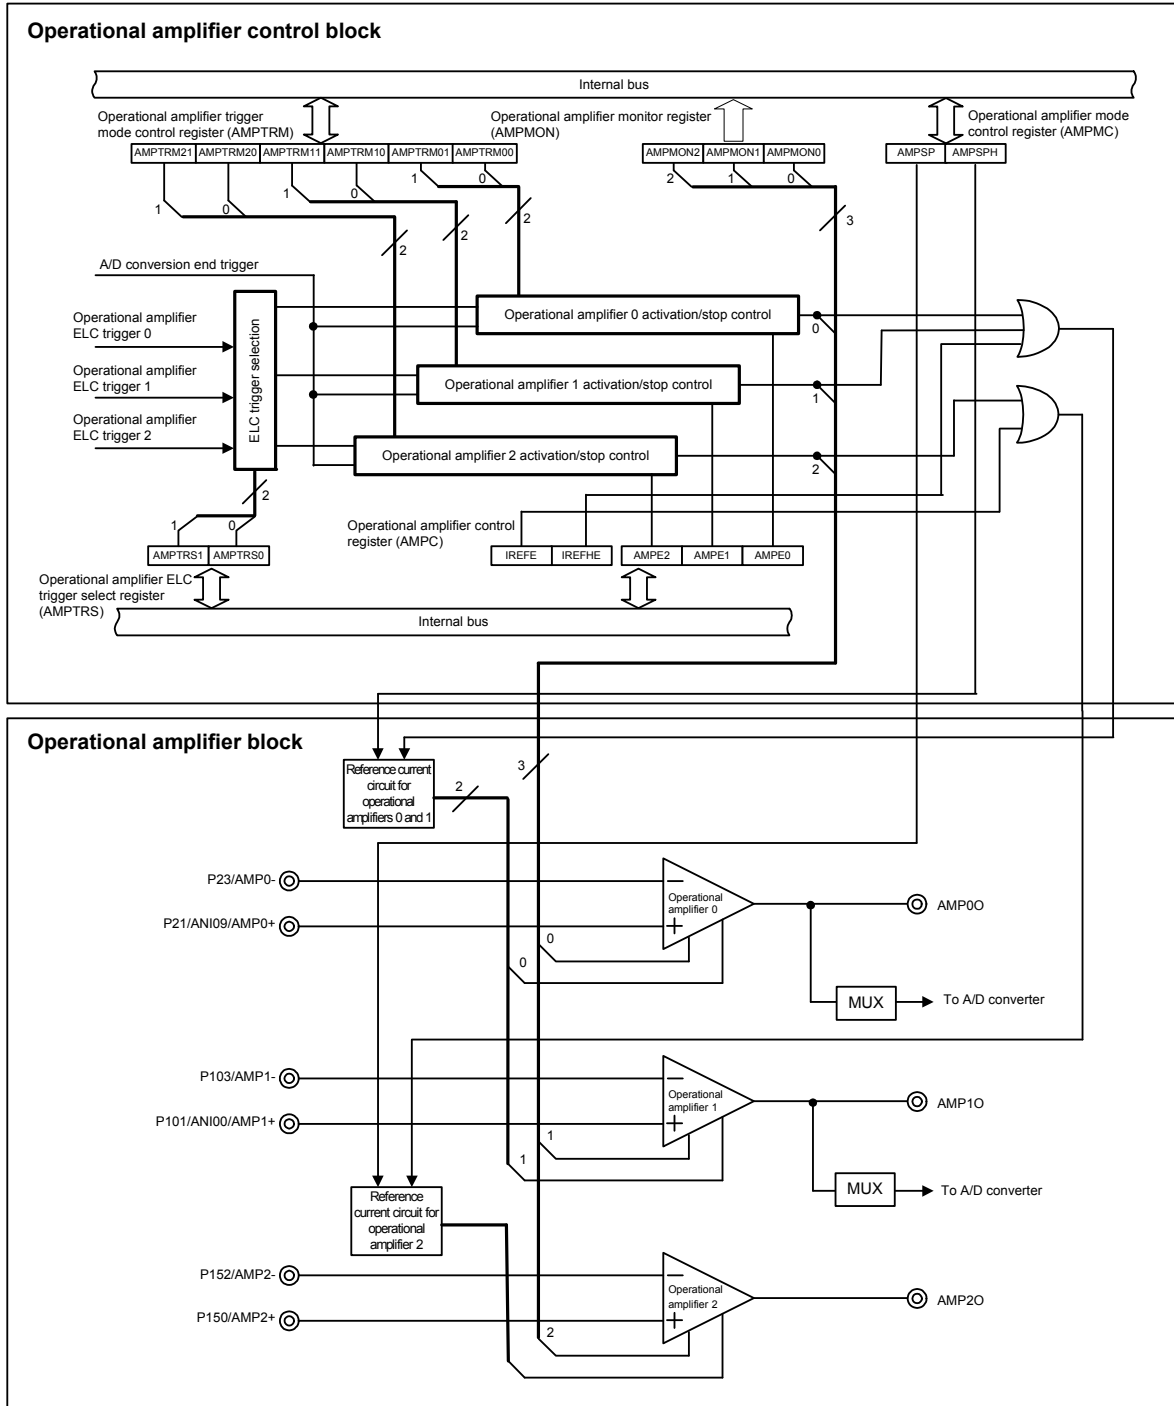 Operational amplifier control block
Internal bus
Operational amplifier trigger
mode control register (AMPTRM)
Operational amplifier monitor register
(AMPMON)
Operational amplifier mode
control register (AMPMC)
AMPTRM21 AMPTRM20 AMPTRM11 AMPTRM10 AMPTRM01 AMPTRM00
AMPMON2 AMPMON1 AMPMON0
AMPSP AMPSPH
1 0 1 0 1 0
2 1 0
2 2 2
3
A/D conversion end trigger
Operational amplifier
ELC trigger 0
Operational amplifier
ELC trigger 1
Operational amplifier
ELC trigger 2
ELC trigger selection
Operational amplifier 0 activation/stop control
0
Operational amplifier 1 activation/stop control
1
Operational amplifier 2 activation/stop control
2
2
1 0
AMPTRS1 AMPTRS0
Operational amplifier ELC
trigger select register
(AMPTRS)
Operational amplifier control
register (AMPC)
IREFE IREFHE AMPE2 AMPE1 AMPE0
Internal bus
Operational amplifier block
Reference current
circuit for
operational
amplifiers 0 and 1
2
3
P23/AMP0-
P21/ANI09/AMP0+
Operational
amplifier 0
−
+
0
0
AMP0O
MUX
To A/D converter
P103/AMP1-
P101/ANI00/AMP1+
Operational
amplifier 1
−
+
1
1
AMP1O
MUX
To A/D converter
Reference
current circuit for
operational
amplifier 2
P152/AMP2-
P150/AMP2+
Operational
amplifier 2
−
+
2
AMP2O